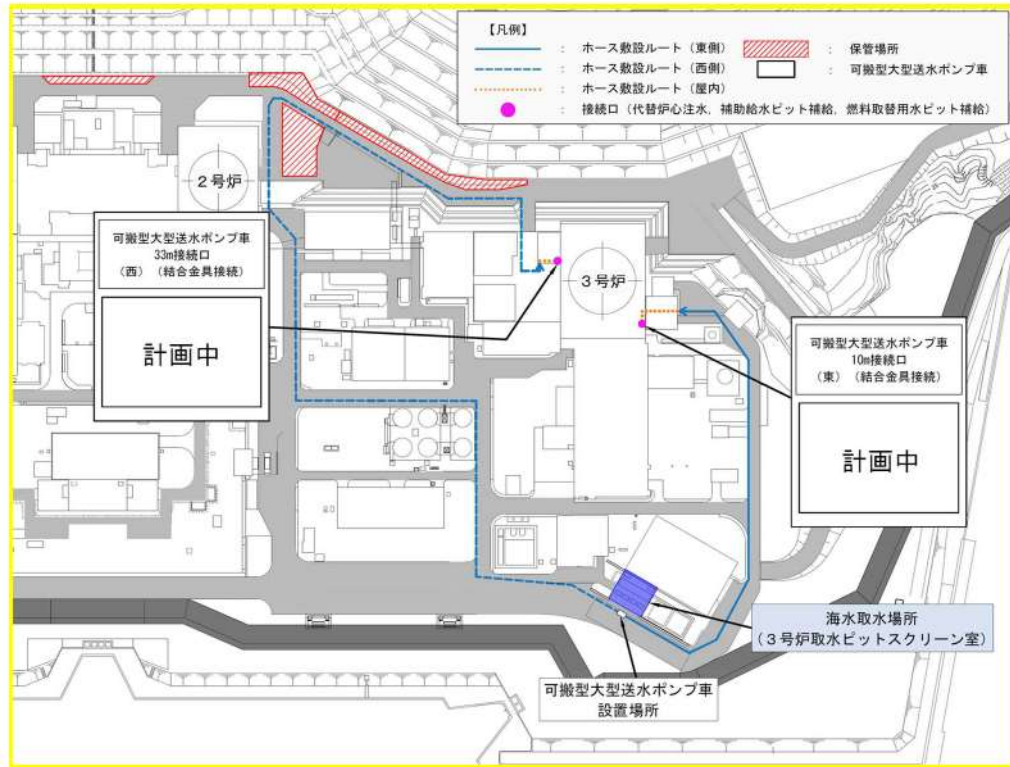 【凡例】
： ホース敷設ルート（東側）
： 保管場所
： ホース敷設ルート（西側）
： 可搬型大型送水ポンプ車
： ホース敷設ルート（屋内）
： 接続口（代替炉心注水，補助給水ピット補給，燃料取替用水ピット補給）
２号炉
可搬型大型送水ポンプ車
33m接続口
（西）（結合金具接続）
計画中
３号炉
可搬型大型送水ポンプ車
10m接続口
（東）（結合金具接続）
計画中
海水取水場所
（３号炉取水ピットスクリーン室）
可搬型大型送水ポンプ車
設置場所